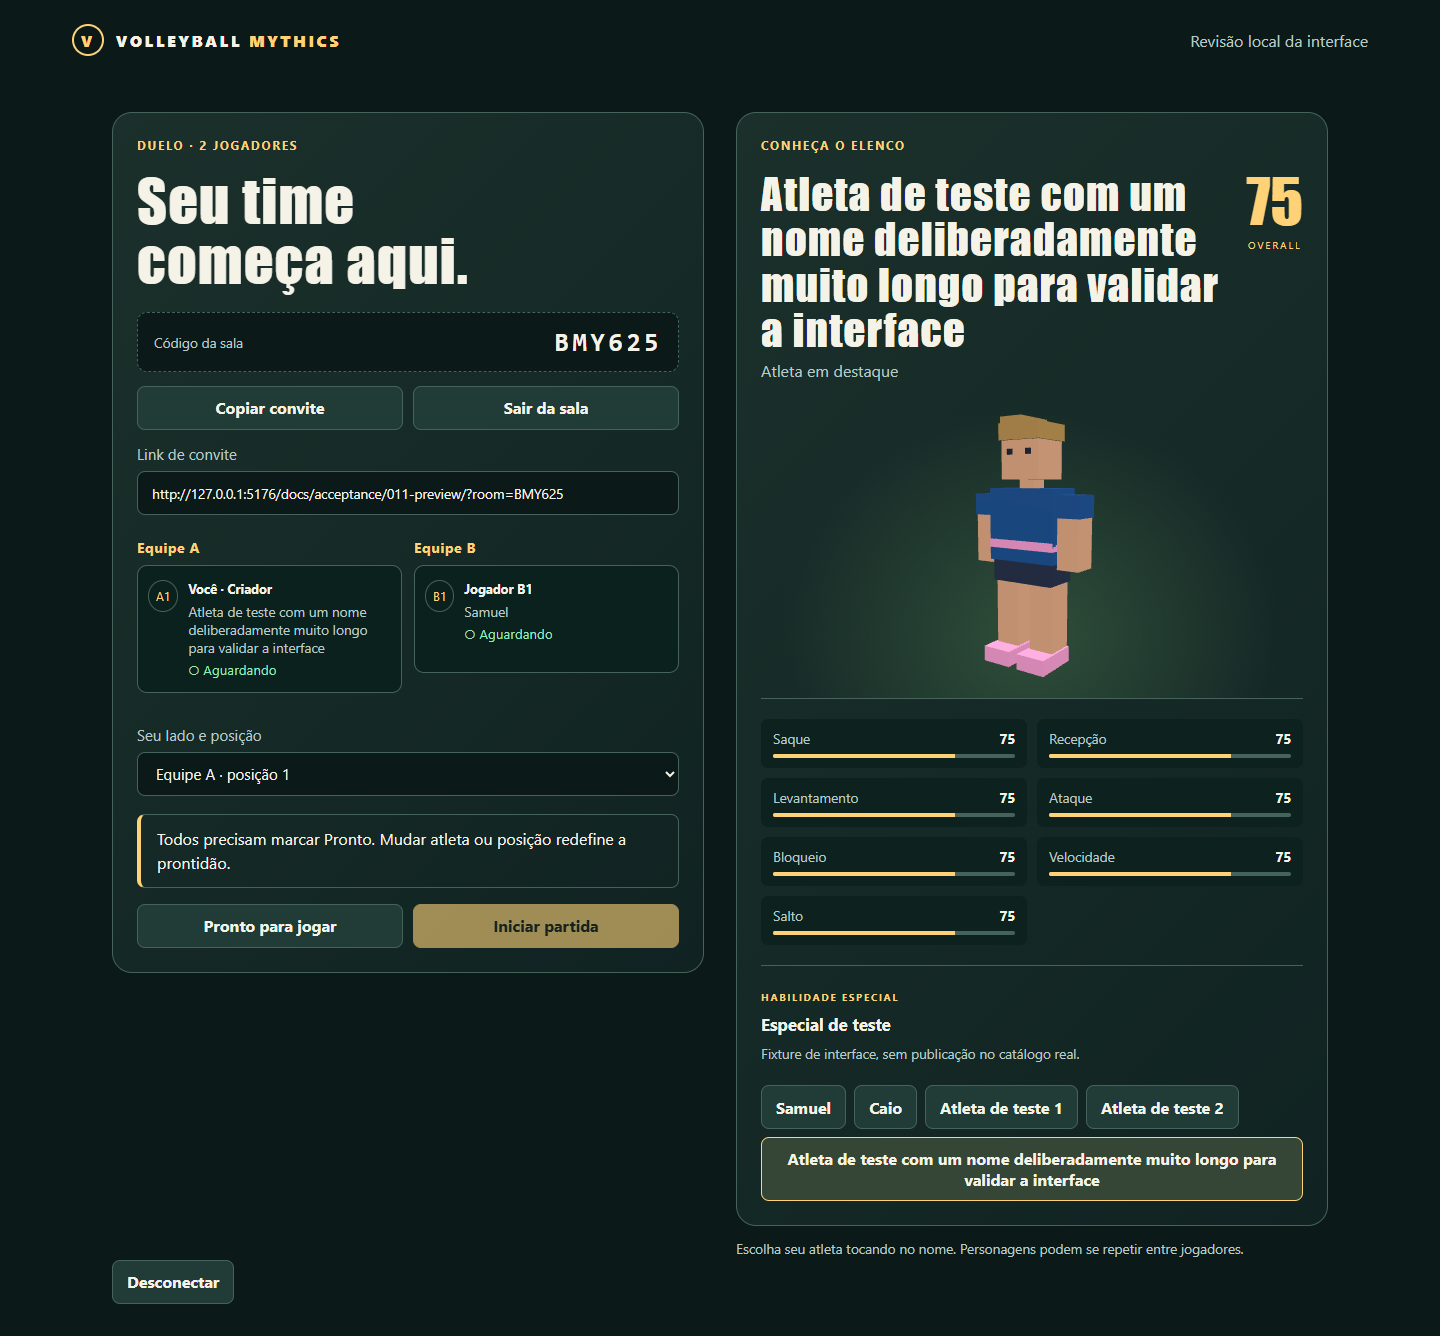 V VOLLEYBALL MYTHICS
Revisão local da interface
DUELO · 2 JOGADORES
Seu time
começa aqui.
Código da sala
BMY625
Copiar convite
Sair da sala
Link de convite
http://127.0.0.1:5176/docs/acceptance/011-preview/?room=BMY625
Equipe A
A1
Você · Criador
Atleta de teste com um nome
deliberadamente muito longo
para validar a interface
Aguardando
Equipe B
B1
Jogador B1
Samuel
Aguardando
Seu lado e posição
Equipe A · posição 1
Todos precisam marcar Pronto. Mudar atleta ou posição redefine a
prontidão.
Pronto para jogar
Iniciar partida
Desconectar
CONHEÇA O ELENCO
Atleta de teste com um
nome deliberadamente
muito longo para validar
a interface
75
OVERALL
Atleta em destaque
Saque 75
Recepção 75
Levantamento 75
Ataque 75
Bloqueio 75
Velocidade 75
Salto 75
HABILIDADE ESPECIAL
Especial de teste
Fixture de interface, sem publicação no catálogo real.
Samuel
Caio
Atleta de teste 1
Atleta de teste 2
Atleta de teste com um nome deliberadamente muito longo para
validar a interface
Escolha seu atleta tocando no nome. Personagens podem se repetir entre jogadores.